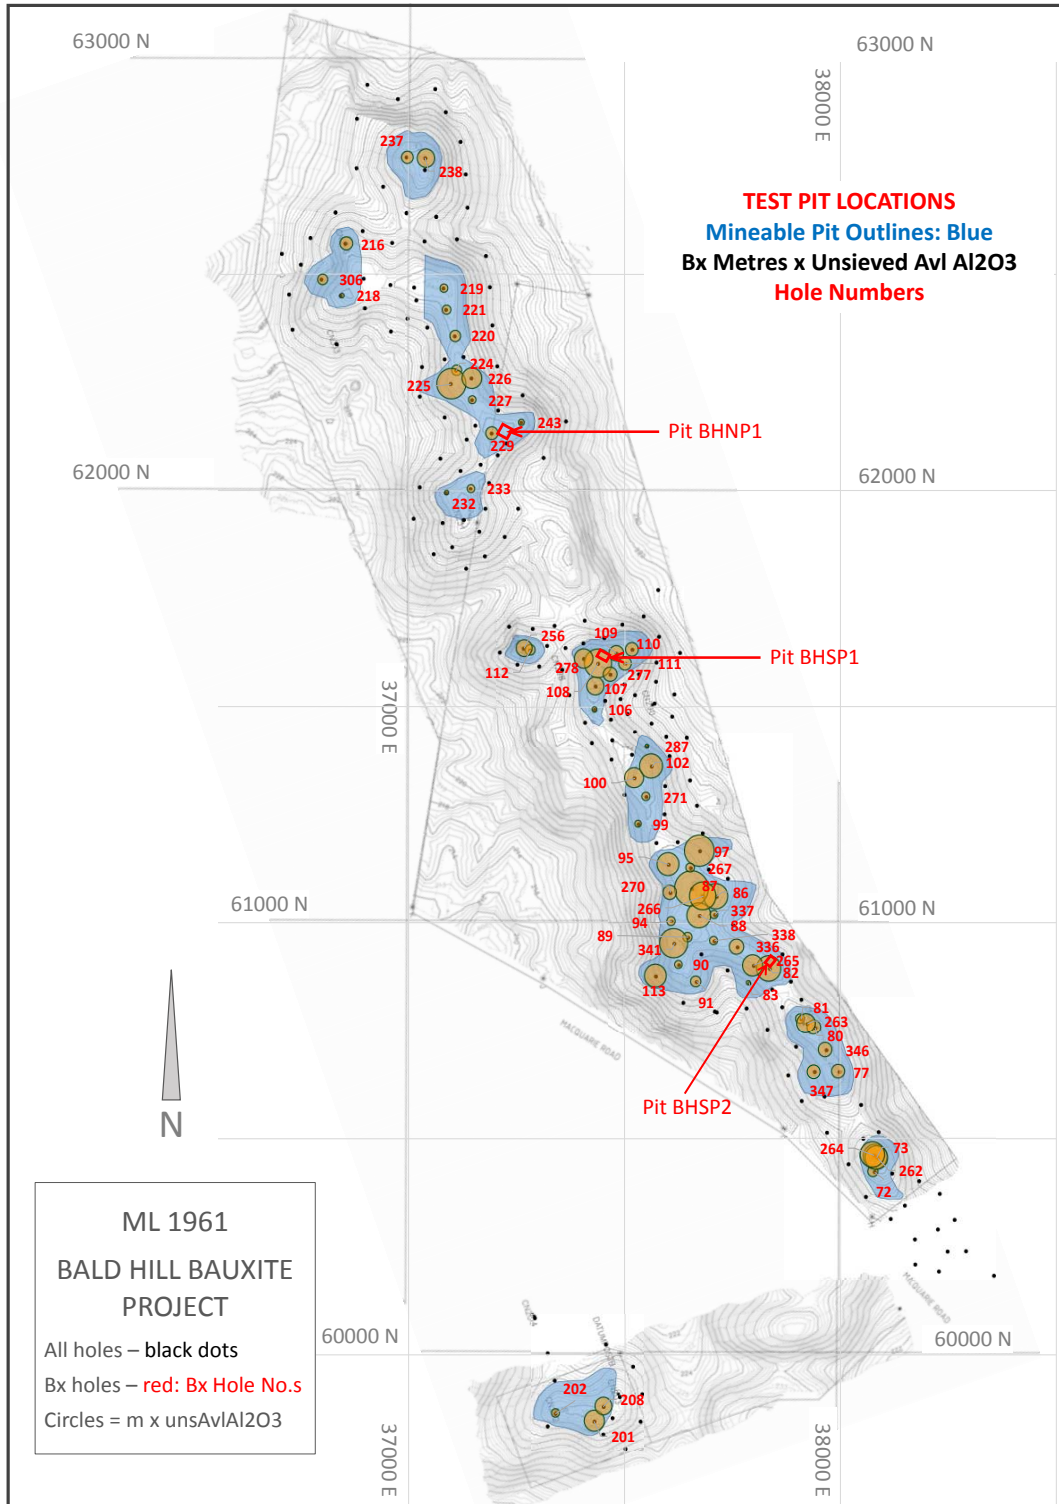 63000 N
63000 N
38000 E
TEST PIT LOCATIONS
Mineable Pit Outlines: Blue
Bx Metres x Unsieved Avl Al2O3
Hole Numbers
237
238
216
306
218
219
221
220
224
225
226
227
243
229
Pit BHNP1
62000 N
62000 N
233
232
256
109
110
112
278
111
277
Pit BHSP1
108
107
106
37000 E
287
102
100
271
99
97
95
267
87
270
86
266
337
61000 N
61000 N
94
88
89
338
341
336
265
90
82
113
83
91
81
263
80
346
MACQUARIE ROAD
77
347
Pit BHSP2
N
264
73
262
72
ML 1961
BALD HILL BAUXITE
PROJECT
All holes – black dots
Bx holes – red: Bx Hole No.s
Circles = m x unsAvlAl2O3
MACQUARIE ROAD
60000 N
60000 N
202
208
201
37000 E
38000 E